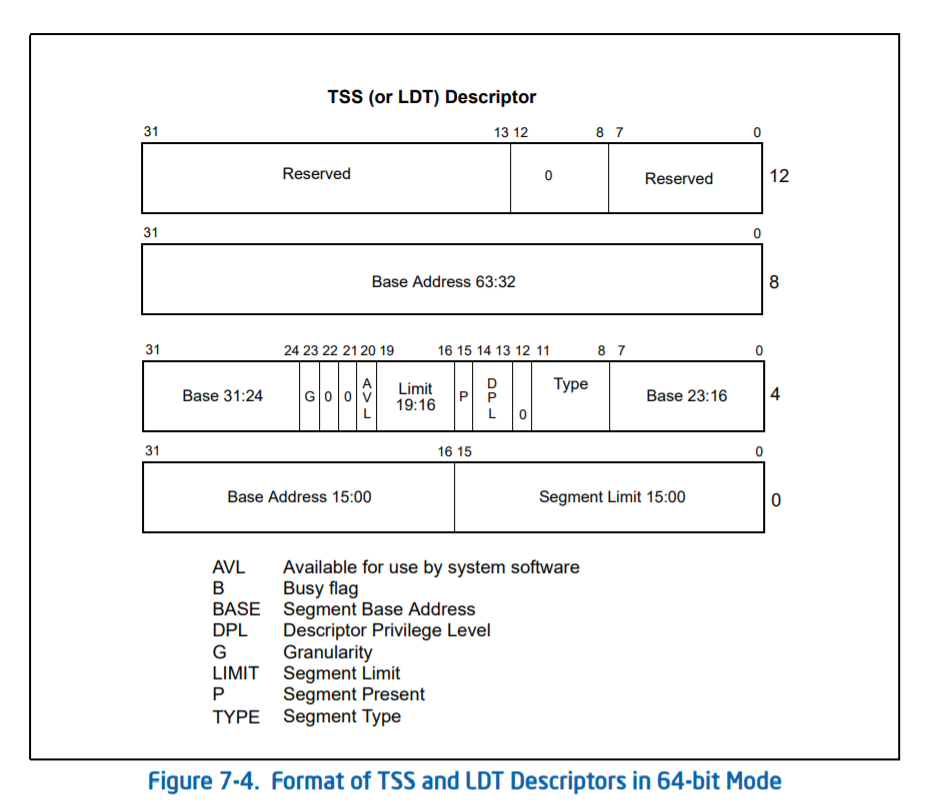 TSS (or LDT) Descriptor
31 13 12 8 7 0
Reserved 0 Reserved 12
31 0
Base Address 63:32 8
31 24 23 22 21 20 19 16 15 14 13 12 11 8 7 0
Base 31:24 G 0 0 AVL Limit 19:16 P DPL 0 Type Base 23:16 4
31 16 15 0
Base Address 15:00 Segment Limit 15:00 0
AVL Available for use by system software
B Busy flag
BASE Segment Base Address
DPL Descriptor Privilege Level
G Granularity
LIMIT Segment Limit
P Segment Present
TYPE Segment Type
Figure 7-4. Format of TSS and LDT Descriptors in 64-bit Mode